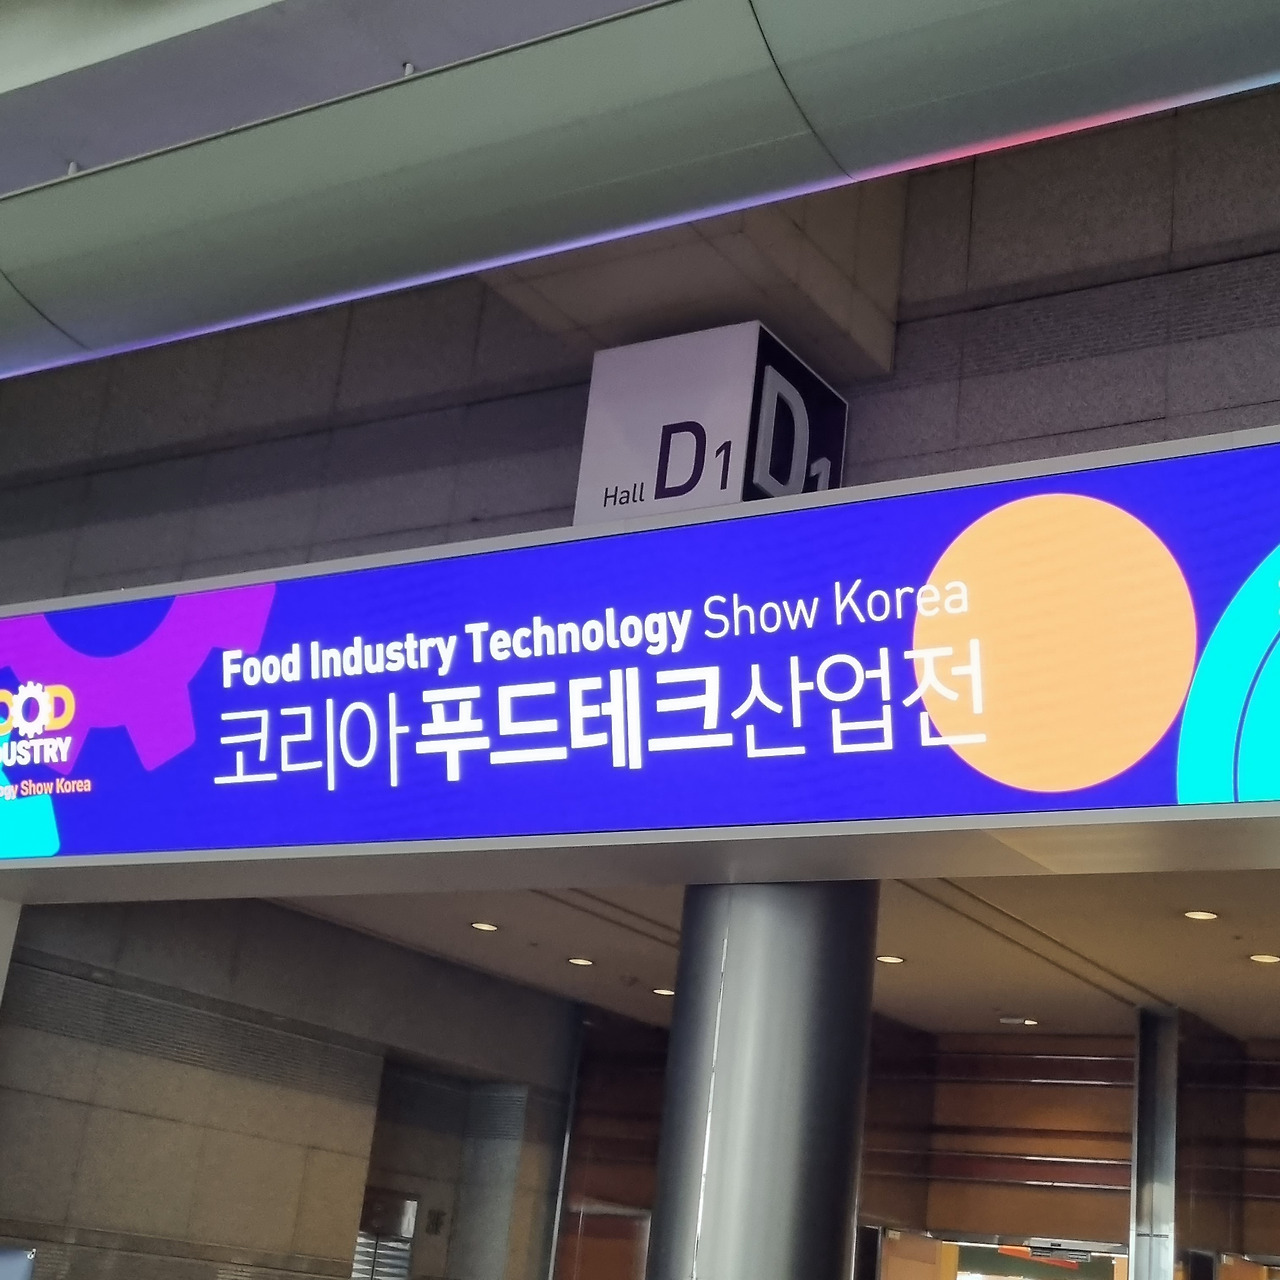 Hall D1
D1
Food Industry Technology Show Korea
코리아푸드테크산업전
Show Korea